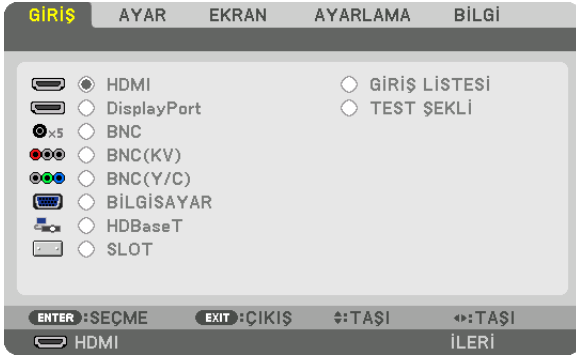 GİRİŞ AYAR EKRAN AYARLAMA BİLGİ
HDMI GİRİŞ LİSTESİ
DisplayPort TEST ŞEKLİ
×5 BNC
BNC(KV)
BNC(Y/C)
BİLGİSAYAR
HDBaseT
SLOT
ENTER :SEÇME EXIT :ÇIKIŞ :TAŞI :TAŞI
HDMI İLERİ